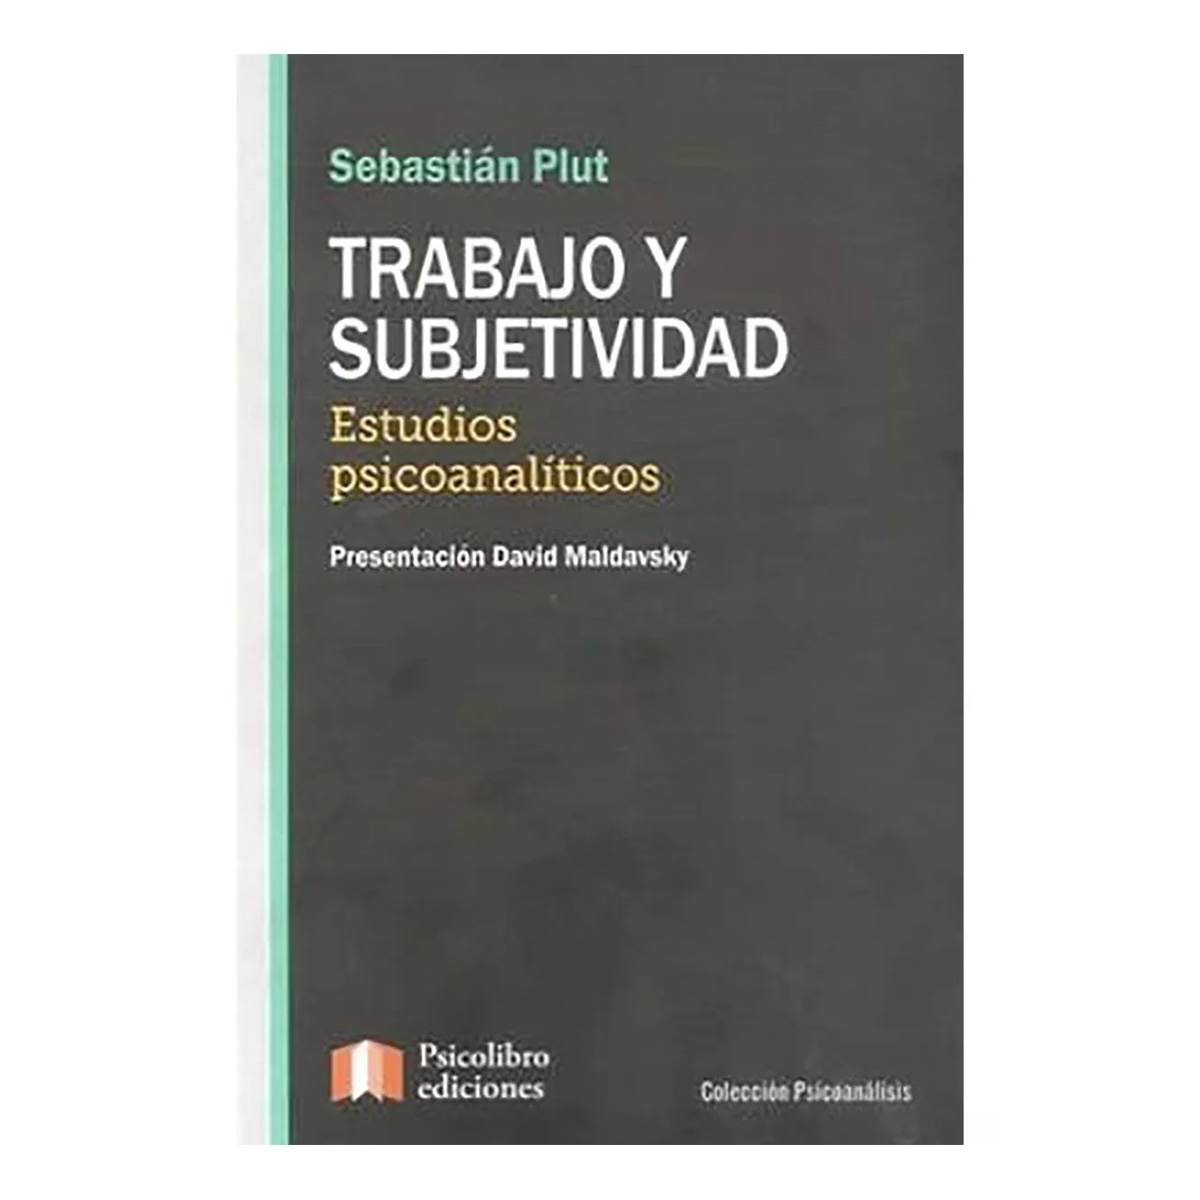 Sebastián Plut
TRABAJO Y
SUBJETIVIDAD
Estudios
psicoanalíticos
Presentación David Maldavsky
Psicolibro
ediciones
Colección Psicoanálisis